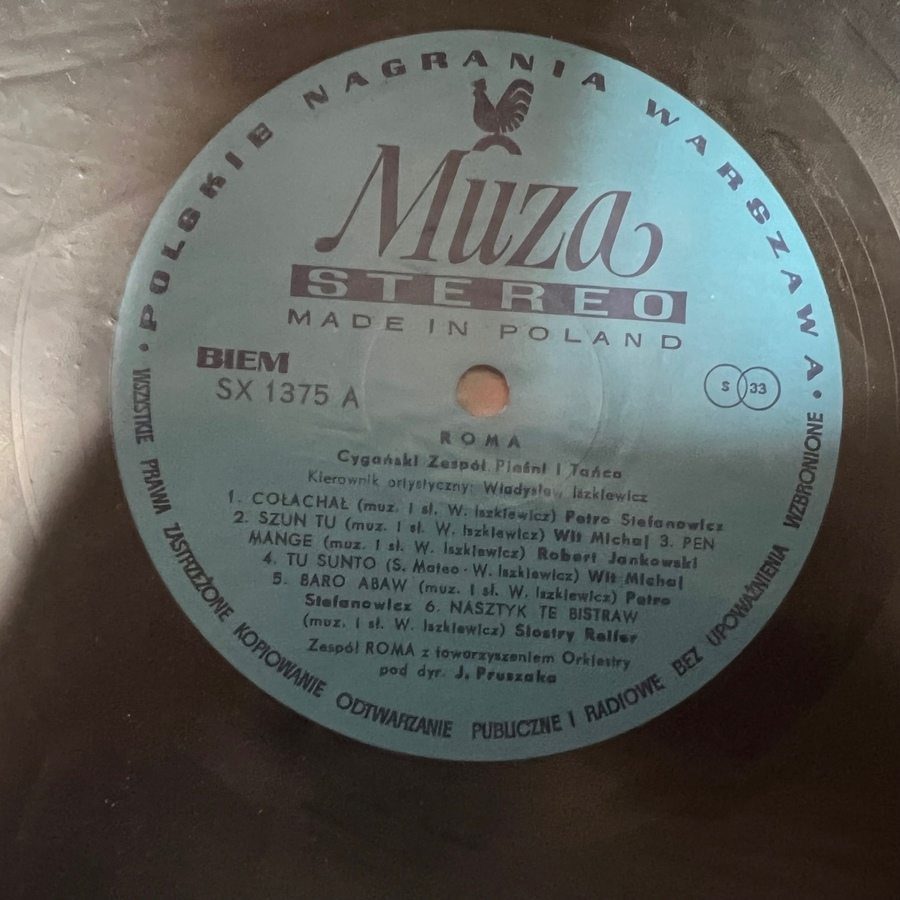 POLSKIE NAGRANIA WARSZAWA
Muza
STEREO
MADE IN POLAND
BIEM
SX 1375 A
S 33
ROMA
Cygański Zespół Pieśni i Tańca
Kierownik artystyczny: Władysław Iszkiewicz
1. COŁACHAŁ (muz. i sł. W. Iszkiewicz) Petro Stefanowicz
2. SZUN TU (muz. i sł. W. Iszkiewicz) Wit Michaj 3. PEN
MANGE (muz. i sł. W. Iszkiewicz) Robert Jankowski
4. TU SUNTO (S. Mateo - W. Iszkiewicz) Wit Michaj
5. BARO ABAW (muz. i sł. W. Iszkiewicz) Petro
Stefanowicz 6. NASZTYK TE BISTRAW
(muz. i sł. W. Iszkiewicz) Siostry Reller
Zespół ROMA z towarzyszeniem Orkiestry
pod dyr. J. Pruszaka
• WSZYSTKIE PRAWA ZASTRZEŻONE KOPIOWANIE ODTWARZANIE PUBLICZNE I RADIOWE BEZ UPOWAŻNIENIA WZBRONIONE •